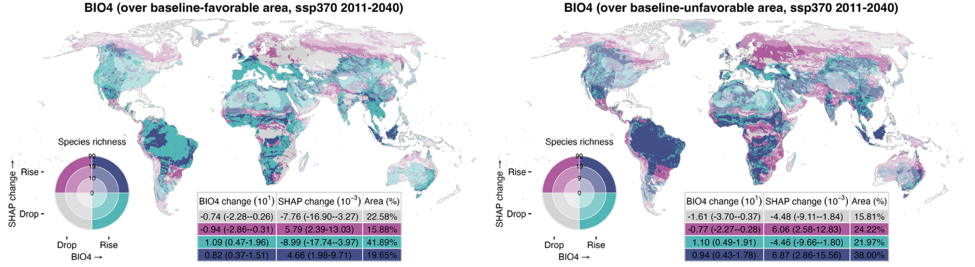 BIO4 (over baseline-favorable area, ssp370 2011-2040)
Species richness
90
19
10
0
SHAP change →
Rise
Drop
Drop
Rise
BIO4 →
BIO4 change (10¹) SHAP change (10⁻³) Area (%)
-0.74 (-2.28--0.26) -7.76 (-16.90--3.27) 22.58%
-0.94 (-2.86--0.31) 5.79 (2.39-13.03) 15.88%
1.09 (0.47-1.96) -8.99 (-17.74--3.97) 41.89%
0.82 (0.37-1.51) 4.66 (1.98-9.71) 19.65%
BIO4 (over baseline-unfavorable area, ssp370 2011-2040)
Species richness
90
19
10
0
SHAP change →
Rise
Drop
Drop
Rise
BIO4 →
BIO4 change (10¹) SHAP change (10⁻³) Area (%)
-1.61 (-3.70--0.37) -4.48 (-9.11--1.84) 15.81%
-0.77 (-2.27--0.28) 6.06 (2.58-12.83) 24.22%
1.10 (0.49-1.91) -4.46 (-9.66--1.80) 21.97%
0.94 (0.43-1.78) 6.87 (2.86-15.56) 38.00%